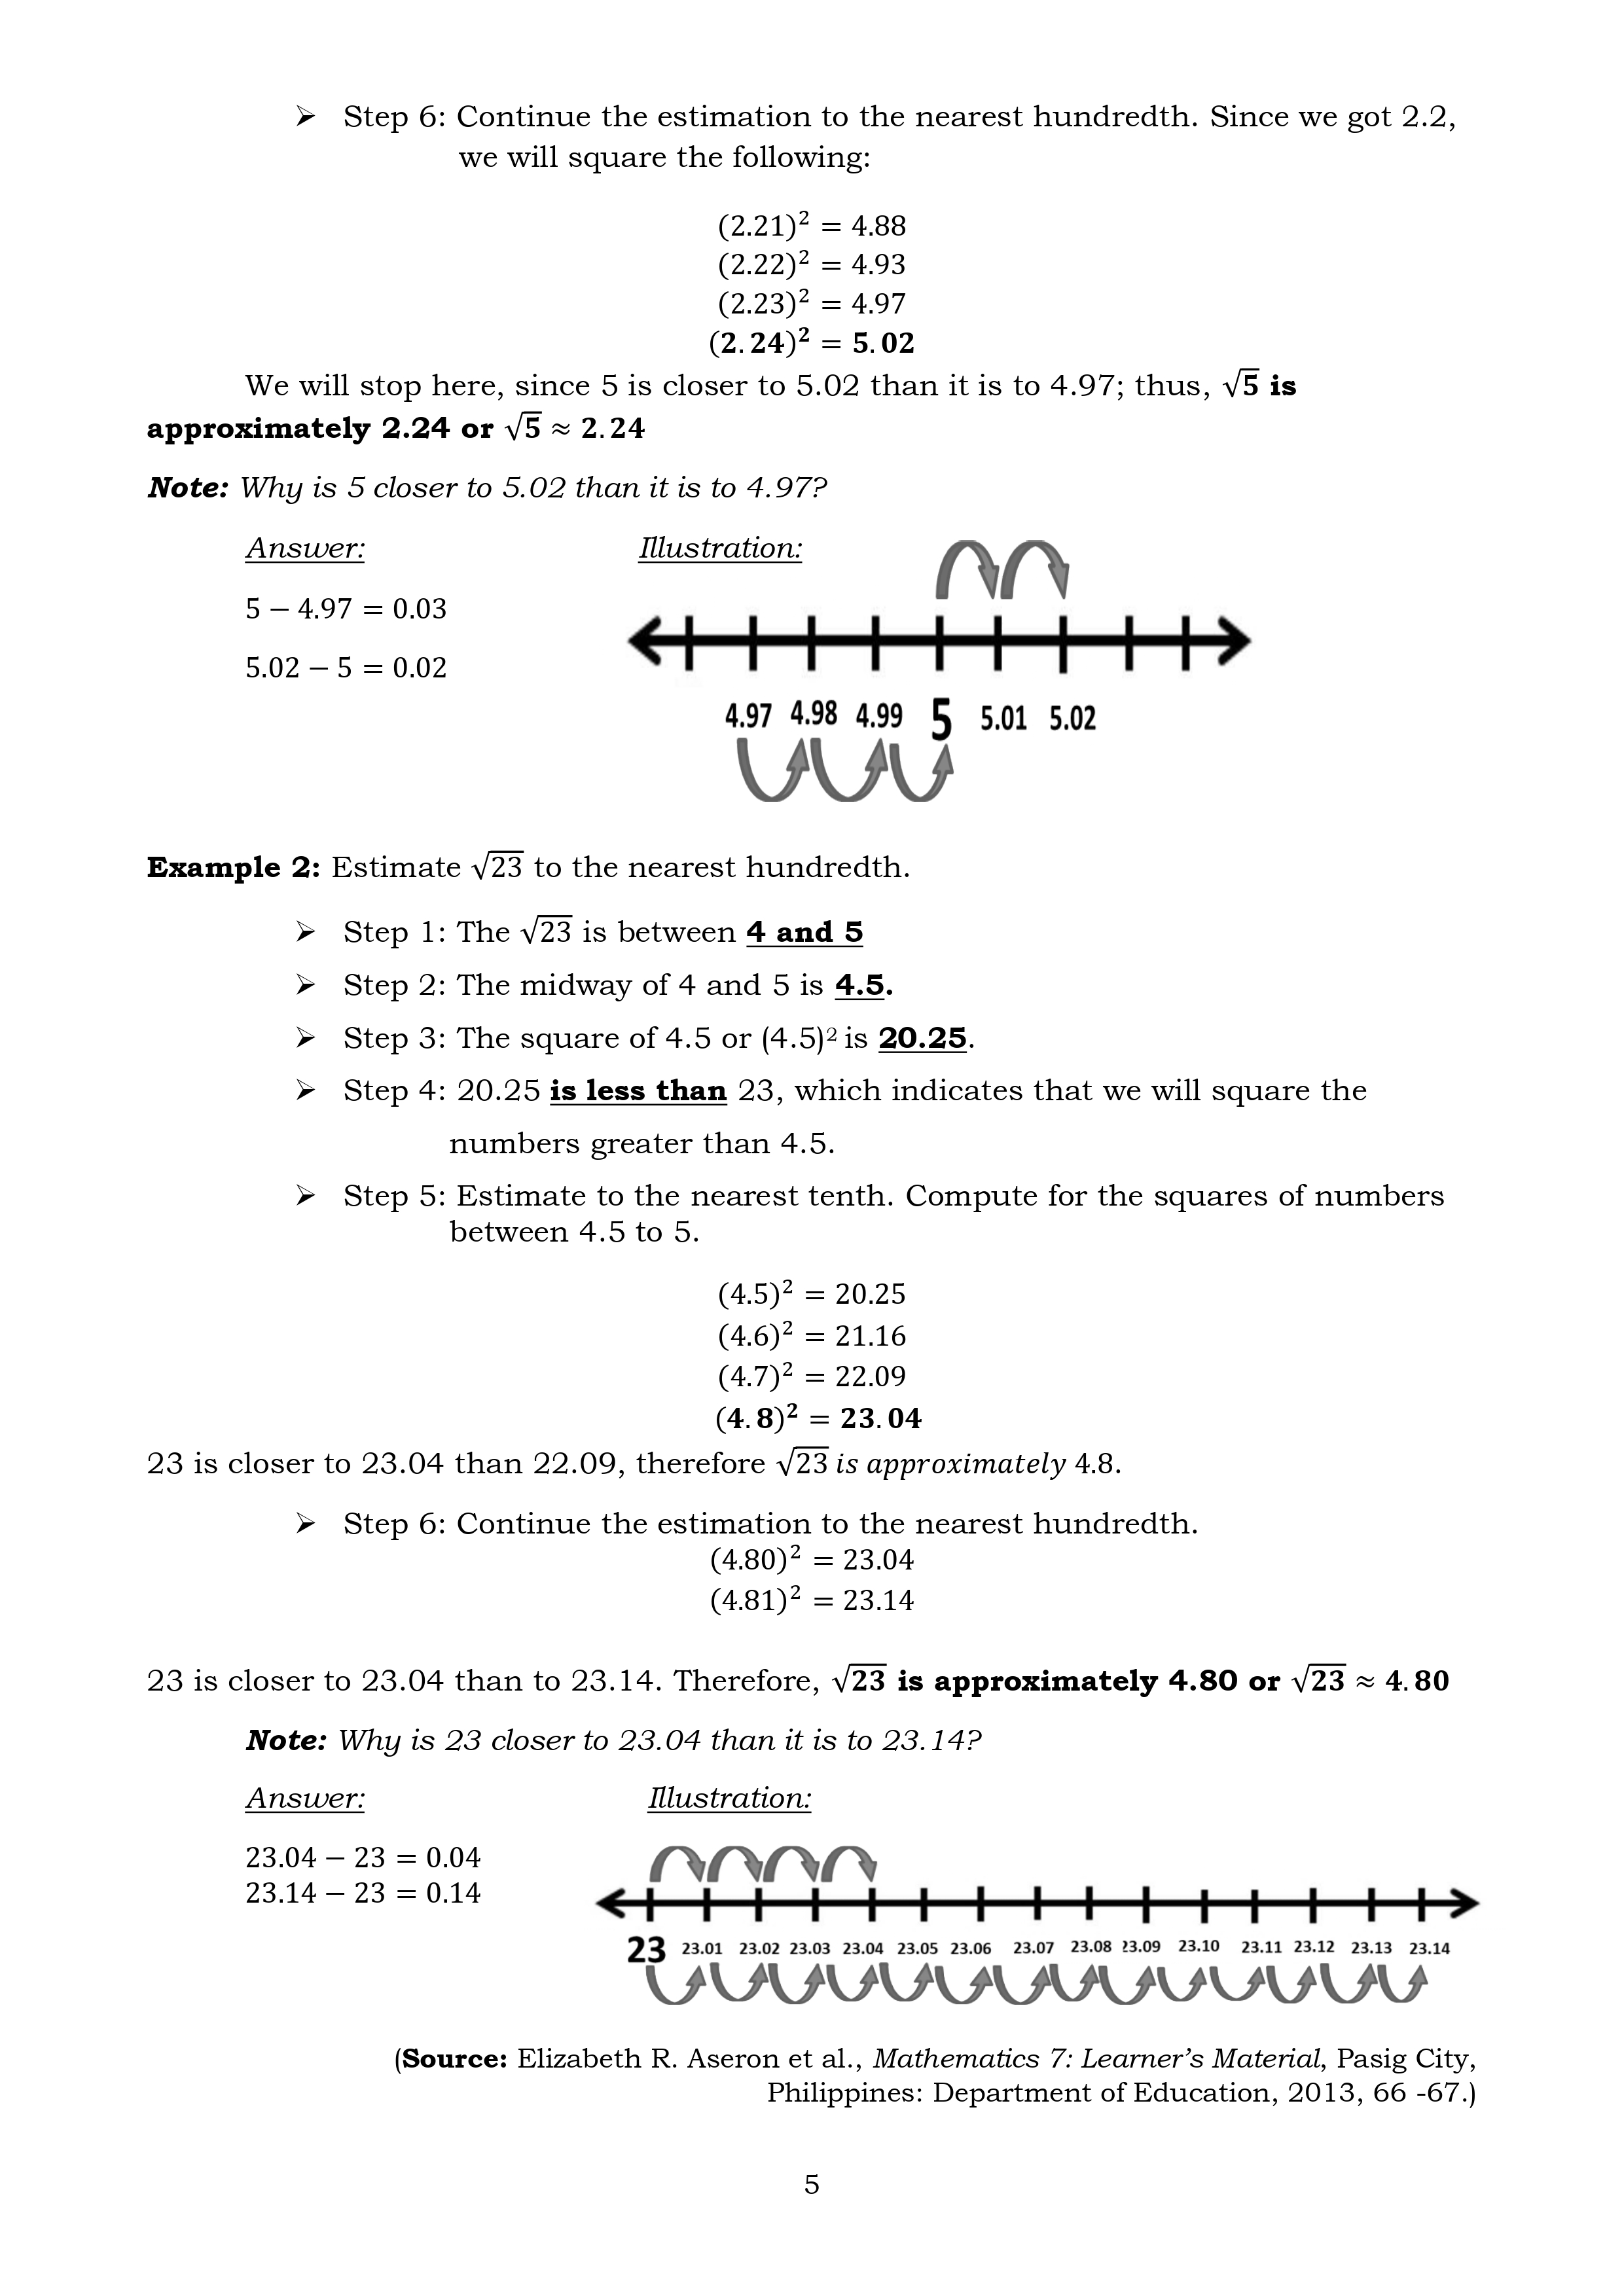 ➢ Step 6: Continue the estimation to the nearest hundredth. Since we got 2.2,
we will square the following:
(2.21)² = 4.88
(2.22)² = 4.93
(2.23)² = 4.97
(2.24)² = 5.02
We will stop here, since 5 is closer to 5.02 than it is to 4.97; thus, √5 is
approximately 2.24 or √5 ≈ 2.24
Note: Why is 5 closer to 5.02 than it is to 4.97?
Answer: Illustration:
5 − 4.97 = 0.03
5.02 − 5 = 0.02
4.97 4.98 4.99 5 5.01 5.02
Example 2: Estimate √23 to the nearest hundredth.
➢ Step 1: The √23 is between 4 and 5
➢ Step 2: The midway of 4 and 5 is 4.5.
➢ Step 3: The square of 4.5 or (4.5)² is 20.25.
➢ Step 4: 20.25 is less than 23, which indicates that we will square the
numbers greater than 4.5.
➢ Step 5: Estimate to the nearest tenth. Compute for the squares of numbers
between 4.5 to 5.
(4.5)² = 20.25
(4.6)² = 21.16
(4.7)² = 22.09
(4.8)² = 23.04
23 is closer to 23.04 than 22.09, therefore √23 is approximately 4.8.
➢ Step 6: Continue the estimation to the nearest hundredth.
(4.80)² = 23.04
(4.81)² = 23.14
23 is closer to 23.04 than to 23.14. Therefore, √23 is approximately 4.80 or √23 ≈ 4.80
Note: Why is 23 closer to 23.04 than it is to 23.14?
Answer: Illustration:
23.04 − 23 = 0.04
23.14 − 23 = 0.14
23 23.01 23.02 23.03 23.04 23.05 23.06 23.07 23.08 23.09 23.10 23.11 23.12 23.13 23.14
(Source: Elizabeth R. Aseron et al., Mathematics 7: Learner's Material, Pasig City,
Philippines: Department of Education, 2013, 66 -67.)
5